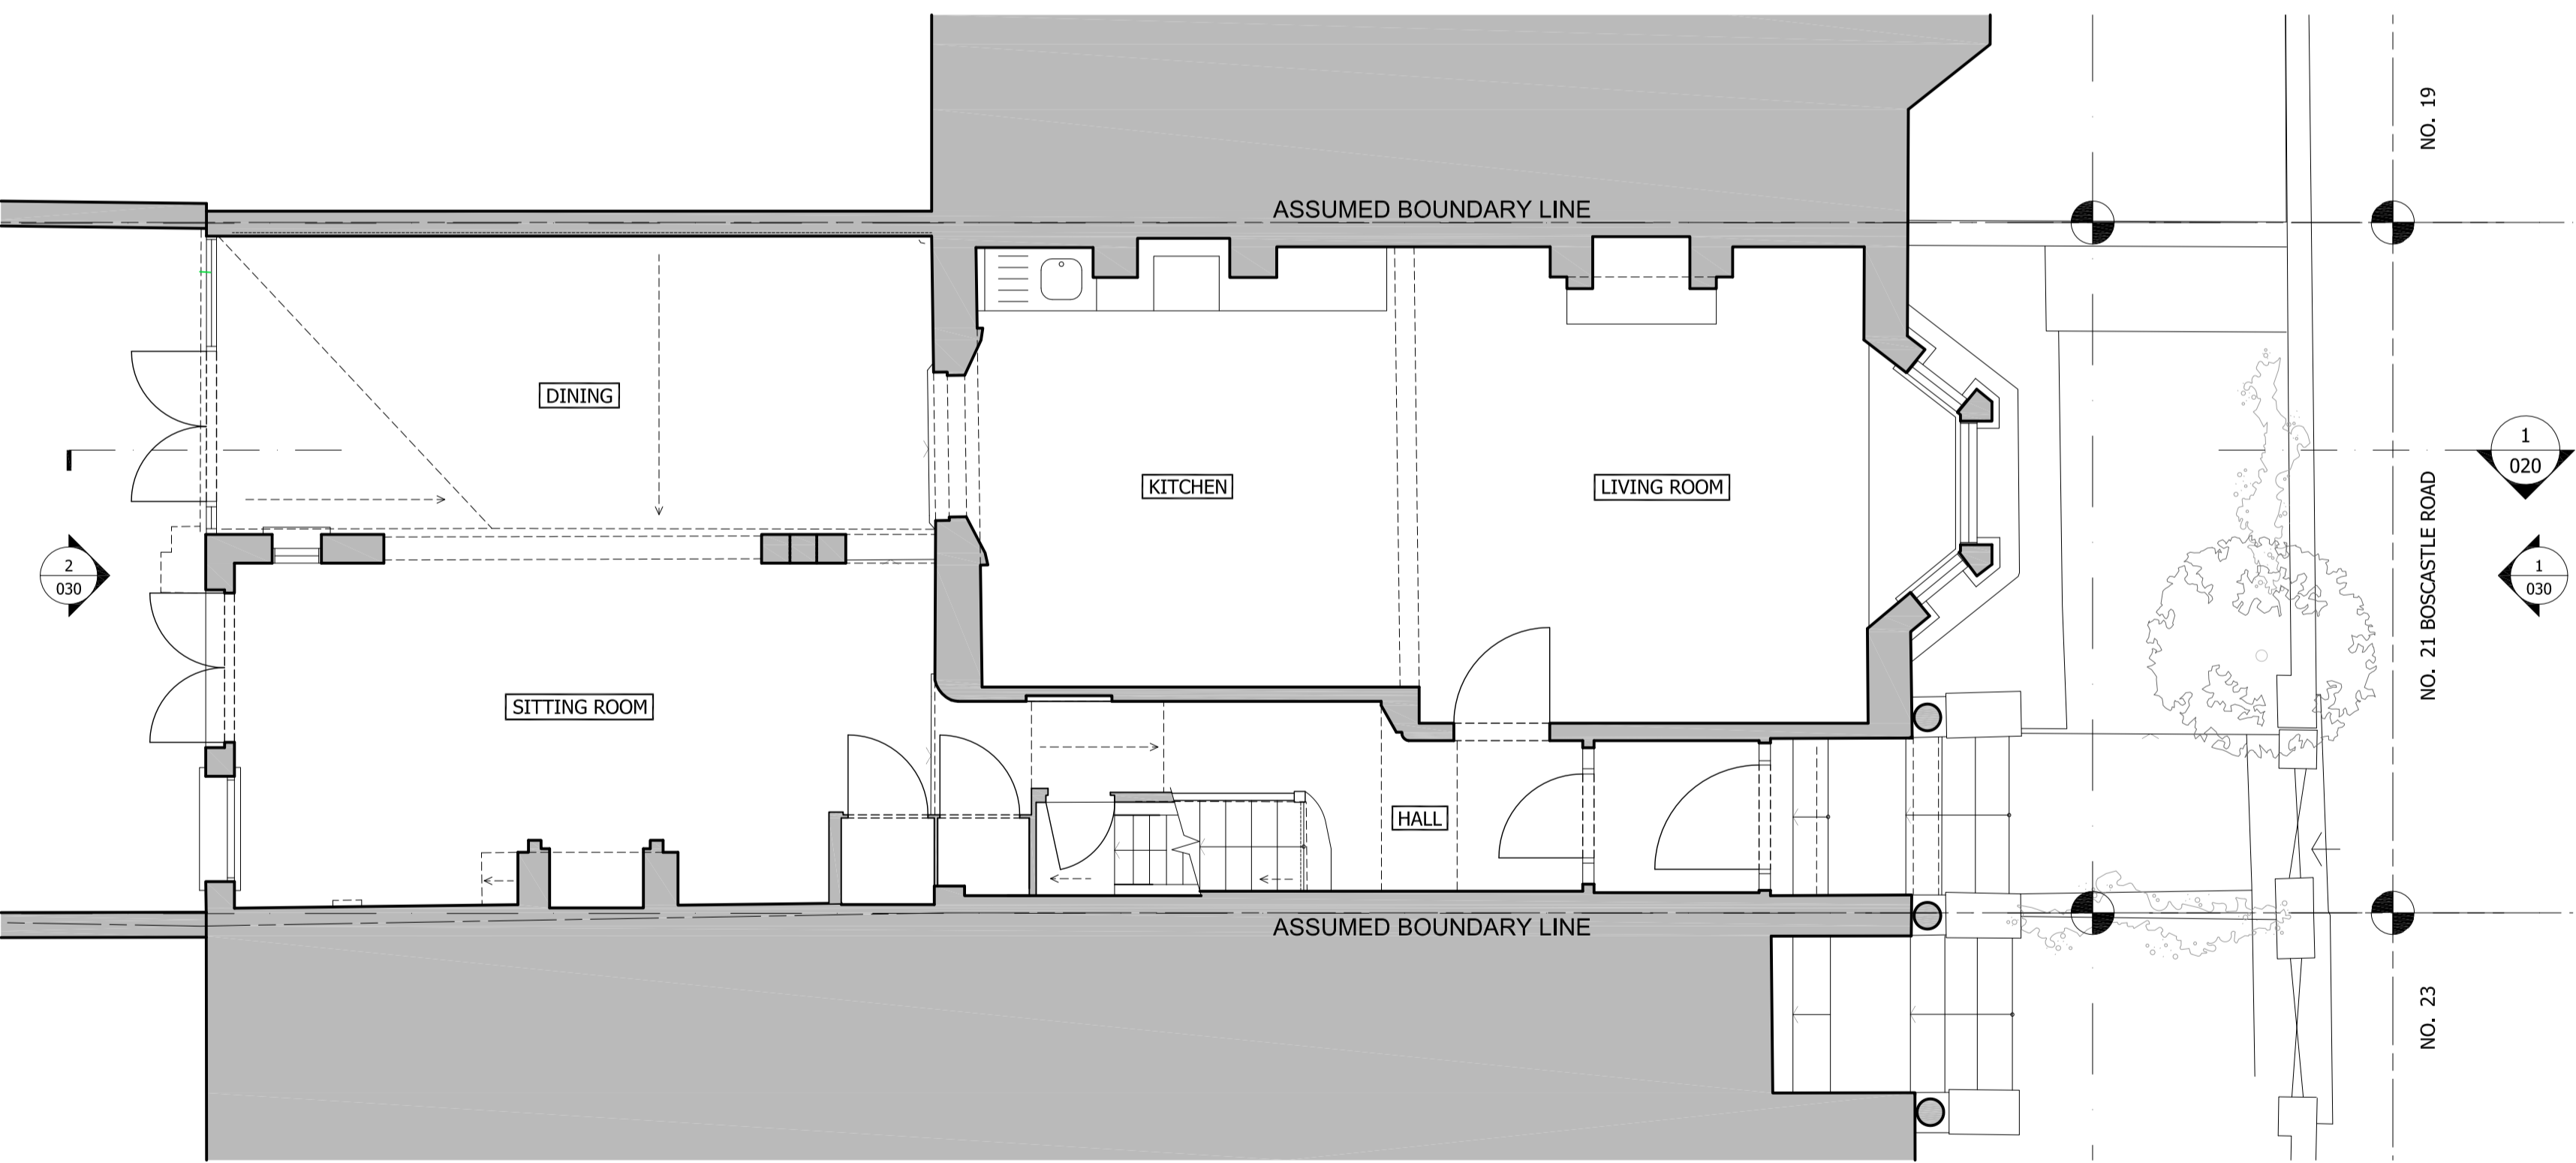 NO. 19
ASSUMED BOUNDARY LINE
DINING
KITCHEN
LIVING ROOM
1
020
2
030
NO. 21 BOSCASTLE ROAD
1
030
SITTING ROOM
HALL
ASSUMED BOUNDARY LINE
NO. 23